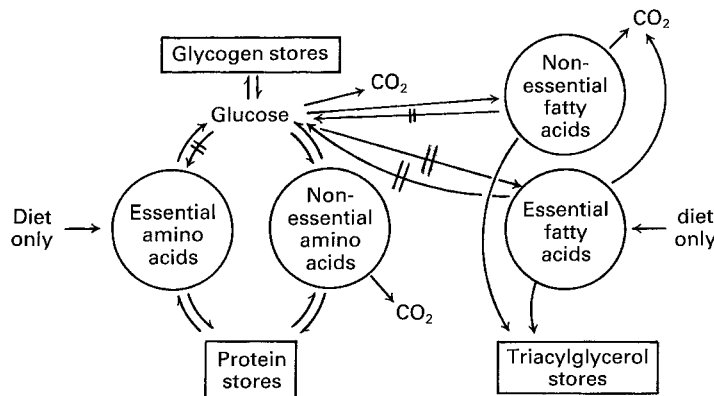 CO₂
Glycogen stores
CO₂
Glucose
Non-
essential
fatty
acids
Diet
only
Essential
amino
acids
Non-
essential
amino
acids
Essential
fatty
acids
diet
only
CO₂
Protein
stores
Triacylglycerol
stores